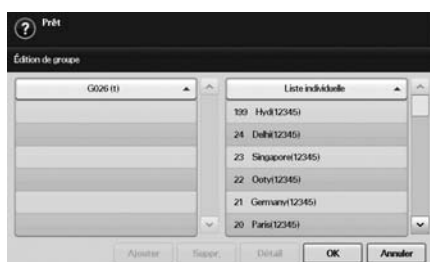 ? Prêt
Édition de groupe
G026 (t)
Liste individuelle
199 Hyd(12345)
24 Delhi(12345)
23 Singapore(12345)
22 Ooty(12345)
21 Germany(12345)
20 Paris(12345)
Ajouter Suppr. Détail OK Annuler